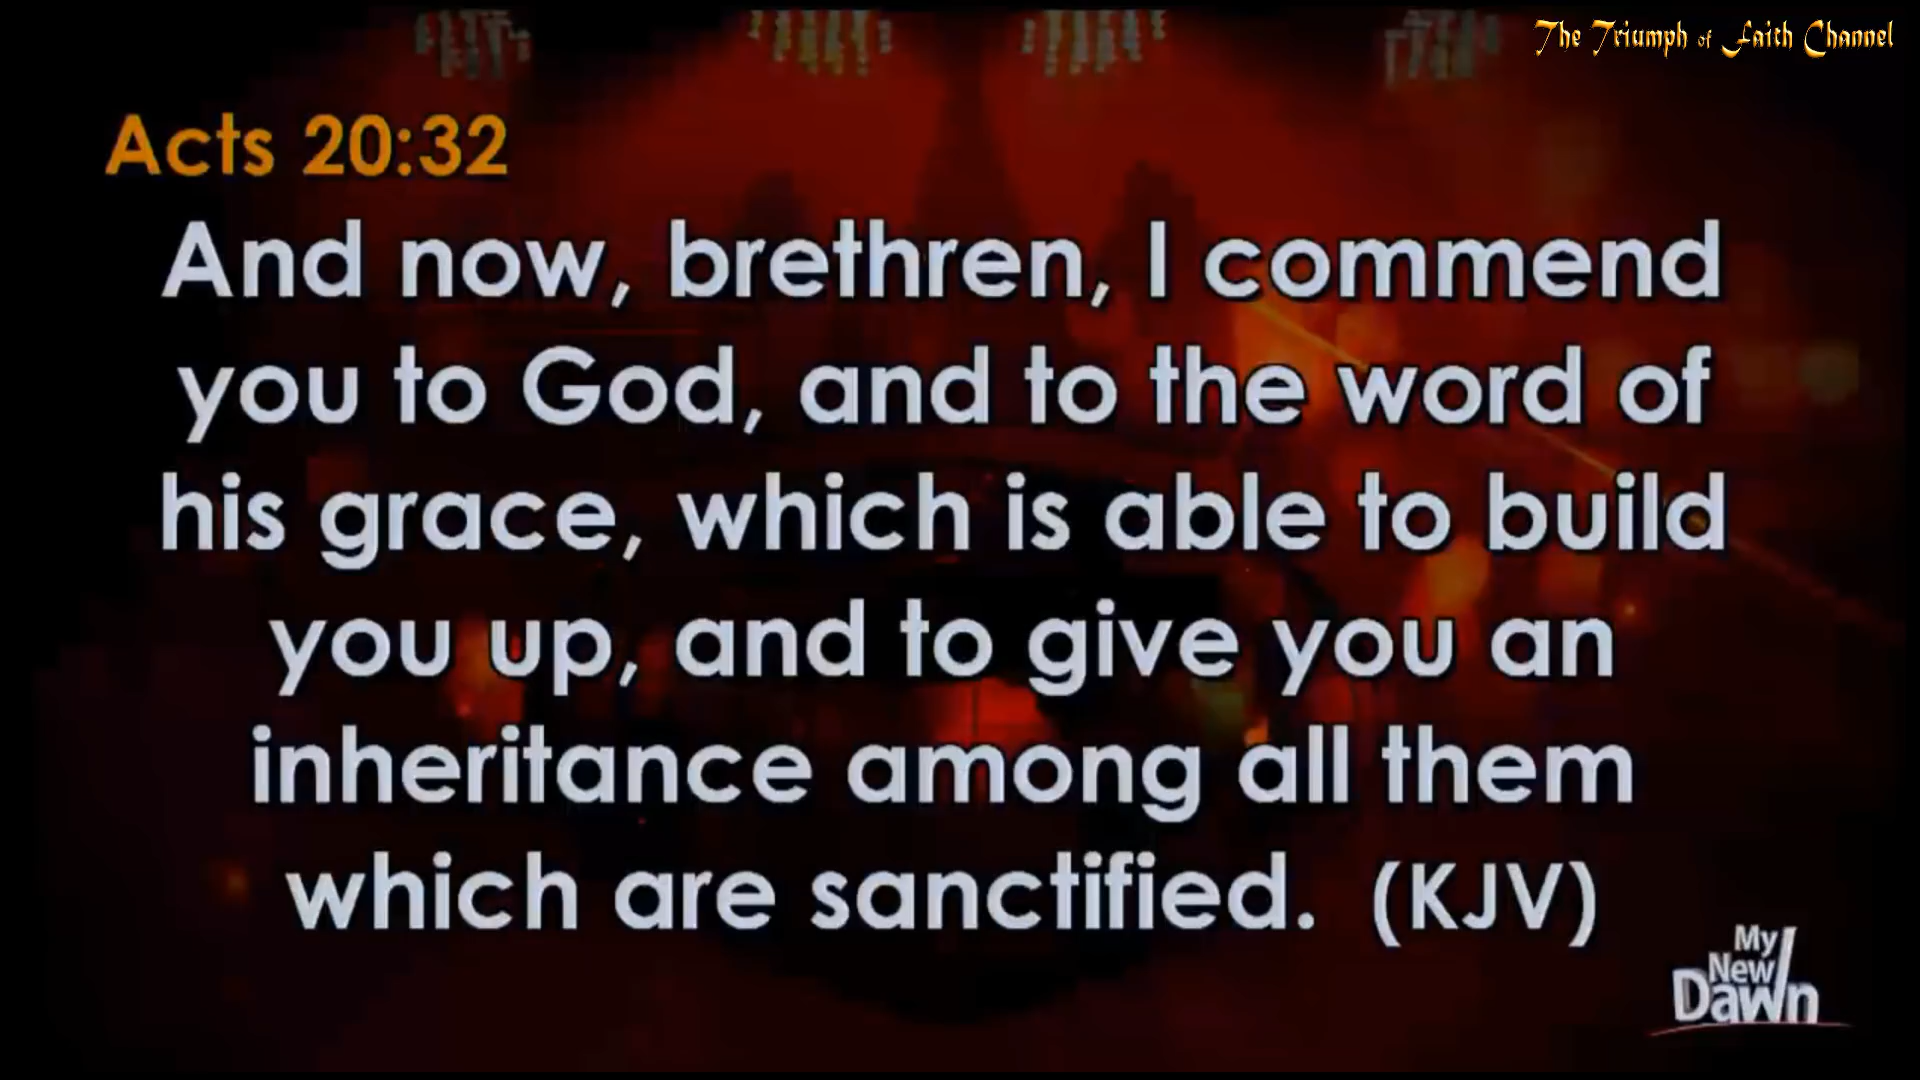 The Triumph of Faith Channel
Acts 20:32
And now, brethren, I commend
you to God, and to the word of
his grace, which is able to build
you up, and to give you an
inheritance among all them
which are sanctified. (KJV)
My
New
Dawn